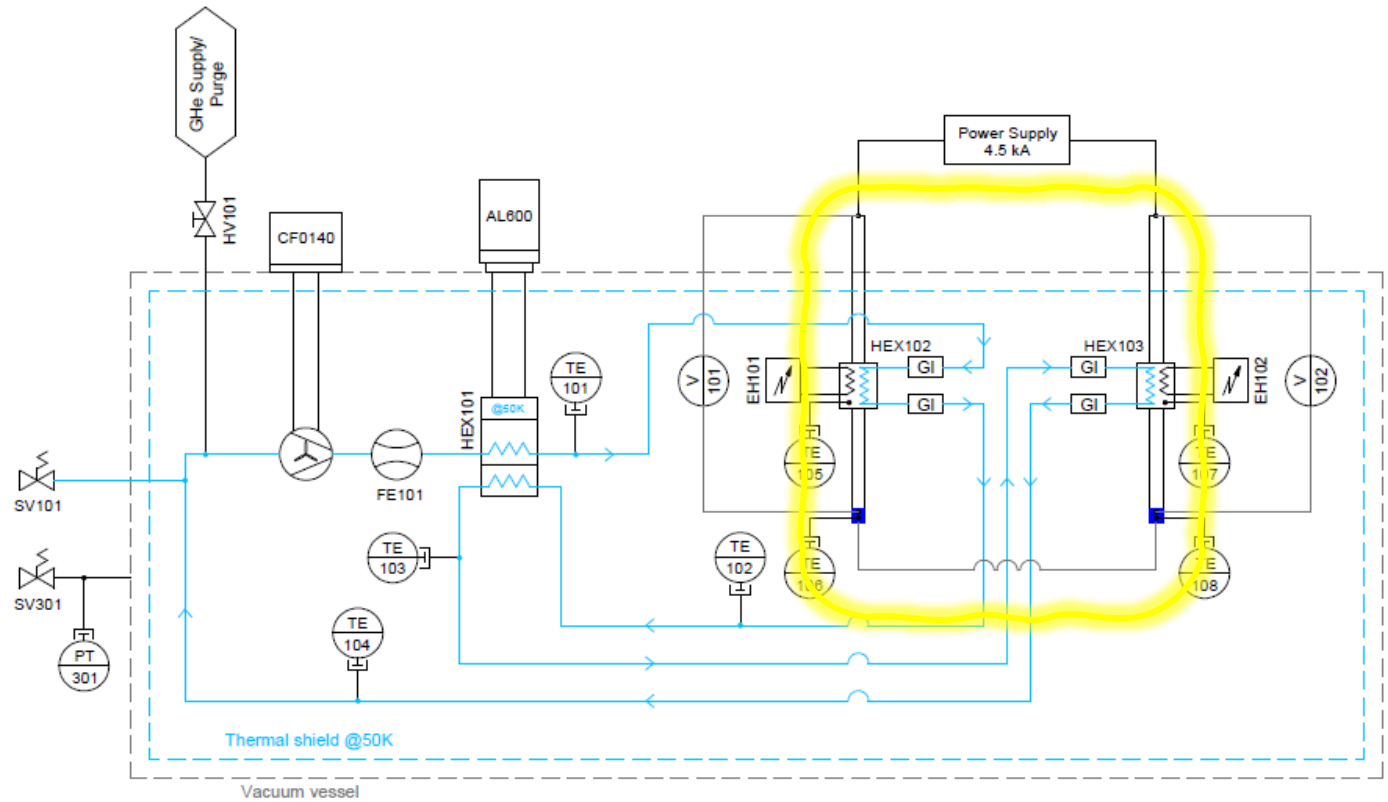 GHe Supply/
Purge
HV101
CF0140
AL600
Power Supply
4.5 kA
HEX101
@50K
TE
101
HEX102
HEX103
GI
GI
GI
GI
EH101
EH102
V
101
V
102
FE101
SV101
TE
105
TE
107
TE
103
TE
102
TE
106
TE
108
SV301
TE
104
PT
301
Thermal shield @50K
Vacuum vessel